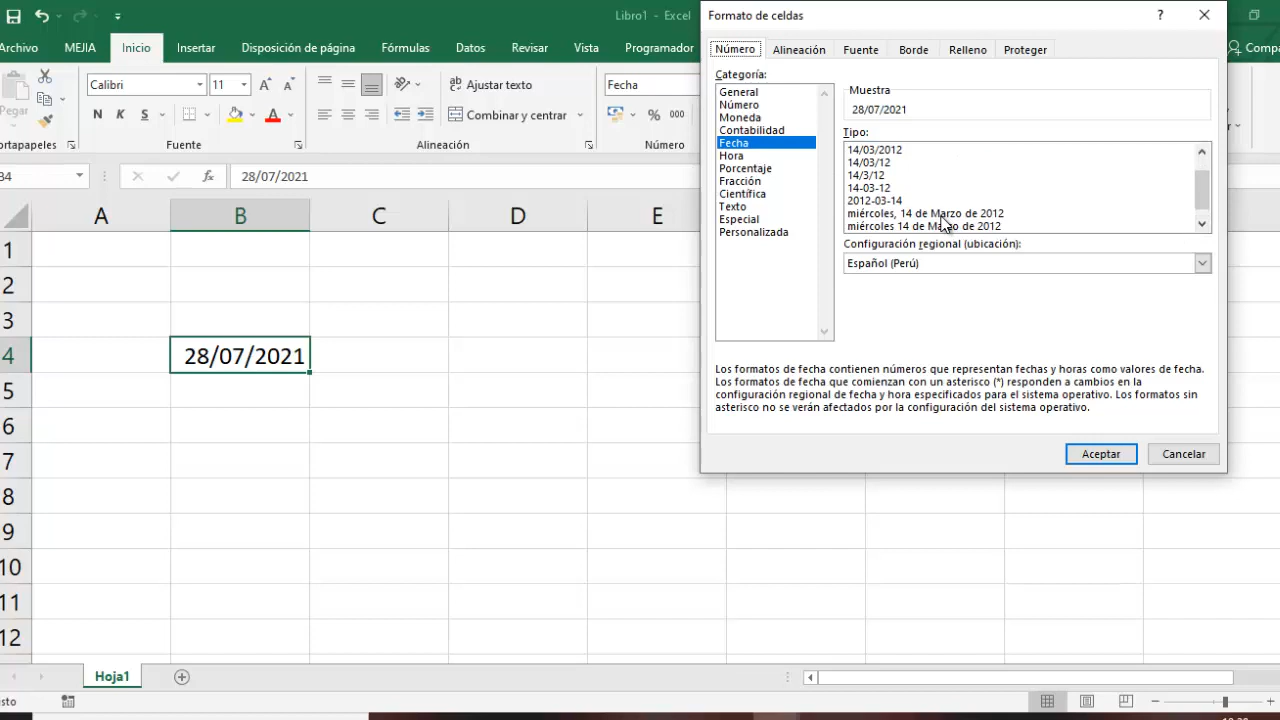 Libro1 - Excel
Formato de celdas
?
Archivo MEJIA Inicio Insertar Disposición de página Fórmulas Datos Revisar Vista Programador
Pegar
Calibri 11
N K S
Ajustar texto
Combinar y centrar
Fecha
% 000
Fuente Alineación Número
28/07/2021
A B C D E
1
2
3
4 28/07/2021
5
6
7
8
9
10
11
12
Hoja1
Número Alineación Fuente Borde Relleno Proteger
Categoría:
General
Número
Moneda
Contabilidad
Fecha
Hora
Porcentaje
Fracción
Científica
Texto
Especial
Personalizada
Muestra
28/07/2021
Tipo:
14/03/2012
14/03/12
14/3/12
14-03-12
2012-03-14
miércoles, 14 de Marzo de 2012
miércoles 14 de Marzo de 2012
Configuración regional (ubicación):
Español (Perú)
Los formatos de fecha contienen números que representan fechas y horas como valores de fecha.
Los formatos de fecha que comienzan con un asterisco (*) responden a cambios en la
configuración regional de fecha y hora especificados para el sistema operativo. Los formatos sin
asterisco no se verán afectados por la configuración del sistema operativo.
Aceptar Cancelar